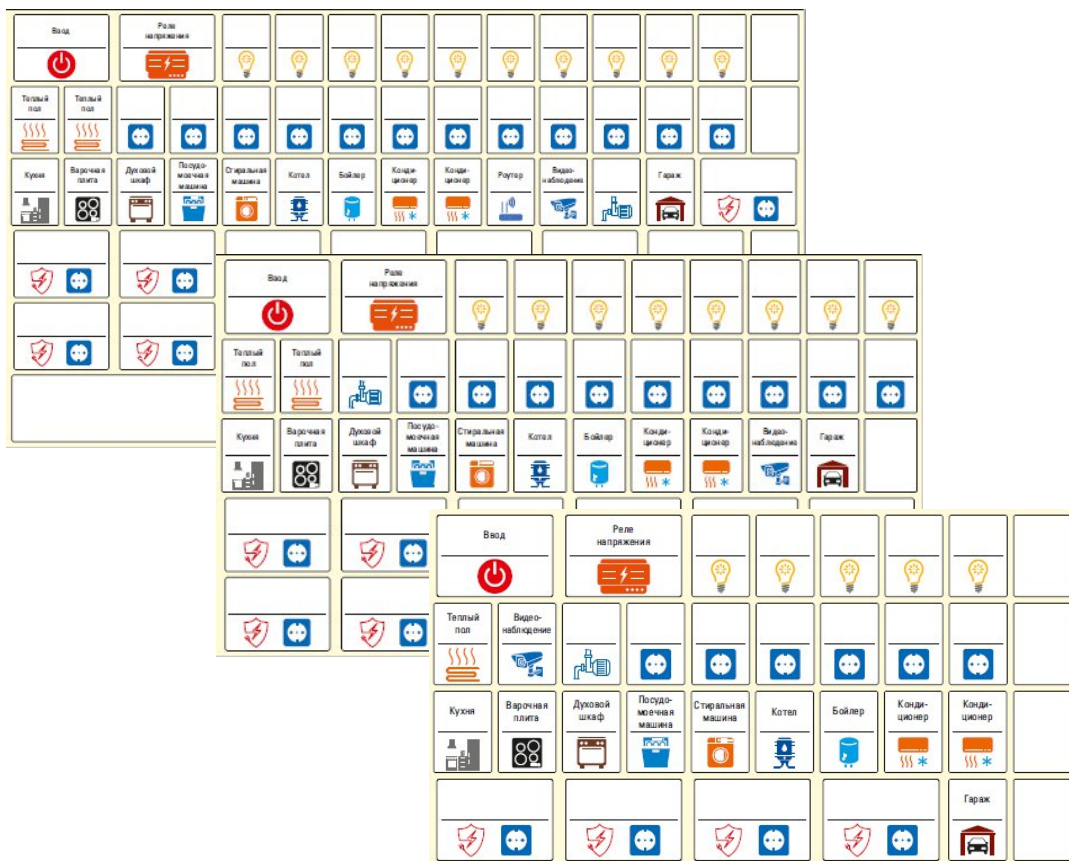 Ввод
Реле
напряжения
Теплый
пол
Теплый
пол
Кухня
Варочная
плита
Духовой
шкаф
Посудо-
моечная
машина
Стиральная
машина
Котел
Бойлер
Конди-
ционер
Конди-
ционер
Роутер
Видео-
наблюдение
Гараж
Ввод
Реле
напряжения
Теплый
пол
Теплый
пол
Кухня
Варочная
плита
Духовой
шкаф
Посудо-
моечная
машина
Стиральная
машина
Котел
Бойлер
Конди-
ционер
Конди-
ционер
Видео-
наблюдение
Гараж
Ввод
Реле
напряжения
Теплый
пол
Видео-
наблюдение
Кухня
Варочная
плита
Духовой
шкаф
Посудо-
моечная
машина
Стиральная
машина
Котел
Бойлер
Конди-
ционер
Конди-
ционер
Гараж